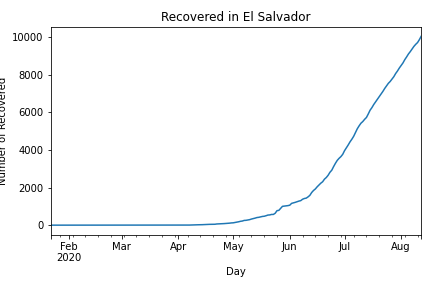 Recovered in El Salvador
Number of Recovered
10000
8000
6000
4000
2000
0
Feb Mar Apr May Jun Jul Aug
2020
Day